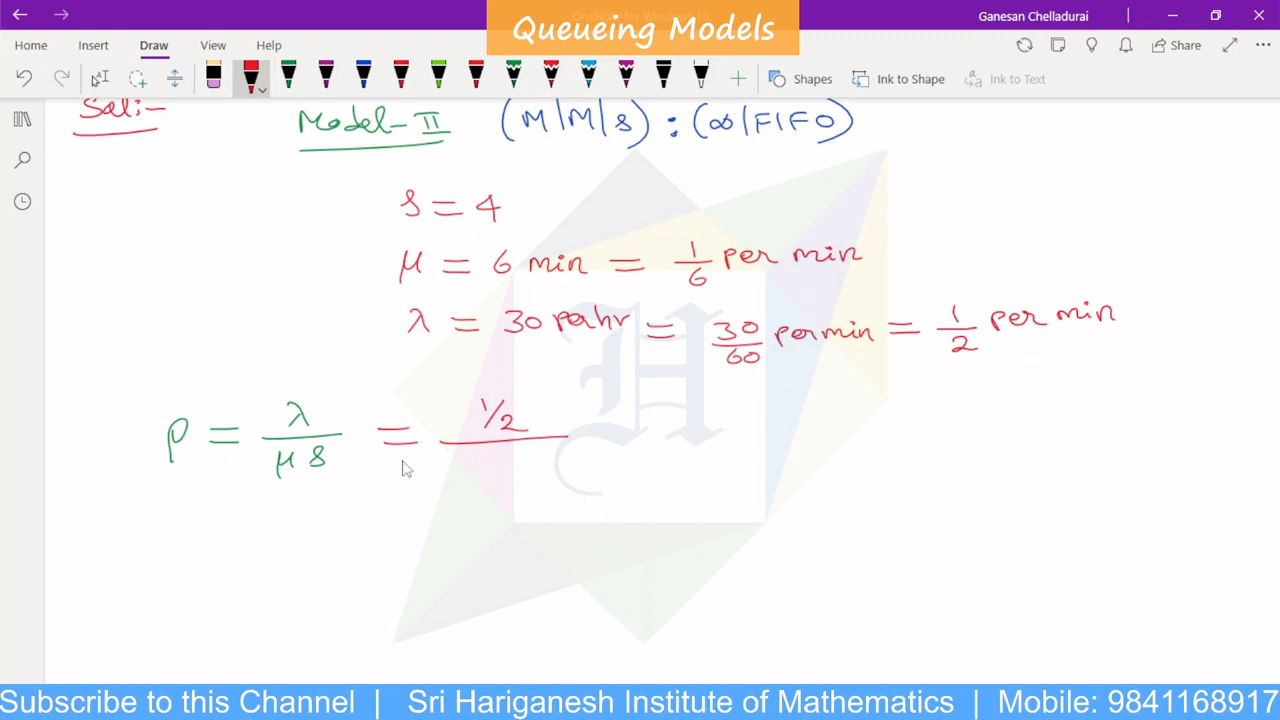 Queueing Models
Ganesan Chelladurai
Home Insert Draw View Help
Share
Shapes Ink to Shape Ink to Text
Sol:-
Model-II (M/M/s) : (∞/FIFO)
s = 4
μ = 6 min = 1/6 per min
λ = 30 per hr = 30/60 per min = 1/2 per min
ρ = λ/μs = 1/2
Subscribe to this Channel | Sri Hariganesh Institute of Mathematics | Mobile: 9841168917